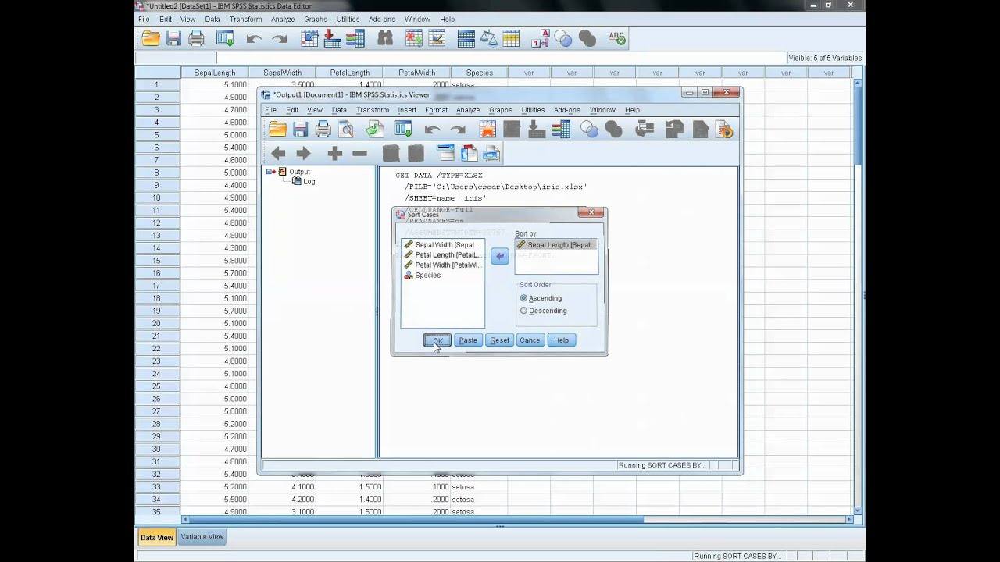 *Untitled2 [DataSet1] - IBM SPSS Statistics Data Editor
File Edit View Data Transform Analyze Graphs Utilities Add-ons Window Help
Visible: 5 of 5 Variables
SepalLength SepalWidth PetalLength PetalWidth Species var var var var var var var var
1 5.1000 3.5000 1.4000 .2000 setosa
2 4.9000
3 4.7000
4 4.6000
5 5.0000
6 5.4000
7 4.6000
8 5.0000
9 4.4000
10 4.9000
11 5.4000
12 4.8000
13 4.8000
14 4.3000
15 5.8000
16 5.7000
17 5.4000
18 5.1000
19 5.7000
20 5.1000
21 5.4000
22 5.1000
23 4.6000
24 5.1000
25 4.8000
26 5.0000
27 5.0000
28 5.2000
29 5.2000
30 4.7000
31 4.8000
32 5.4000 setosa
33 5.2000 4.1000 1.5000 .1000 setosa
34 5.5000 4.2000 1.4000 .2000 setosa
35 4.9000 3.1000 1.5000 .2000 setosa
Data View Variable View
Running SORT CASES BY...
*Output1 [Document1] - IBM SPSS Statistics Viewer
File Edit View Data Transform Insert Format Analyze Graphs Utilities Add-ons Window Help
Output
Log
GET DATA /TYPE=XLSX
/FILE='C:\Users\cscar\Desktop\iris.xlsx'
/SHEET=name 'iris'
/CELLRANGE=full
/READNAMES=on
Running SORT CASES BY...
Sort Cases
Sort by:
Sepal Width [Sepal...
Petal Length [PetalL...
Petal Width [PetalWi...
Species
Sepal Length [Sepal...
Sort Order
Ascending
Descending
OK Paste Reset Cancel Help